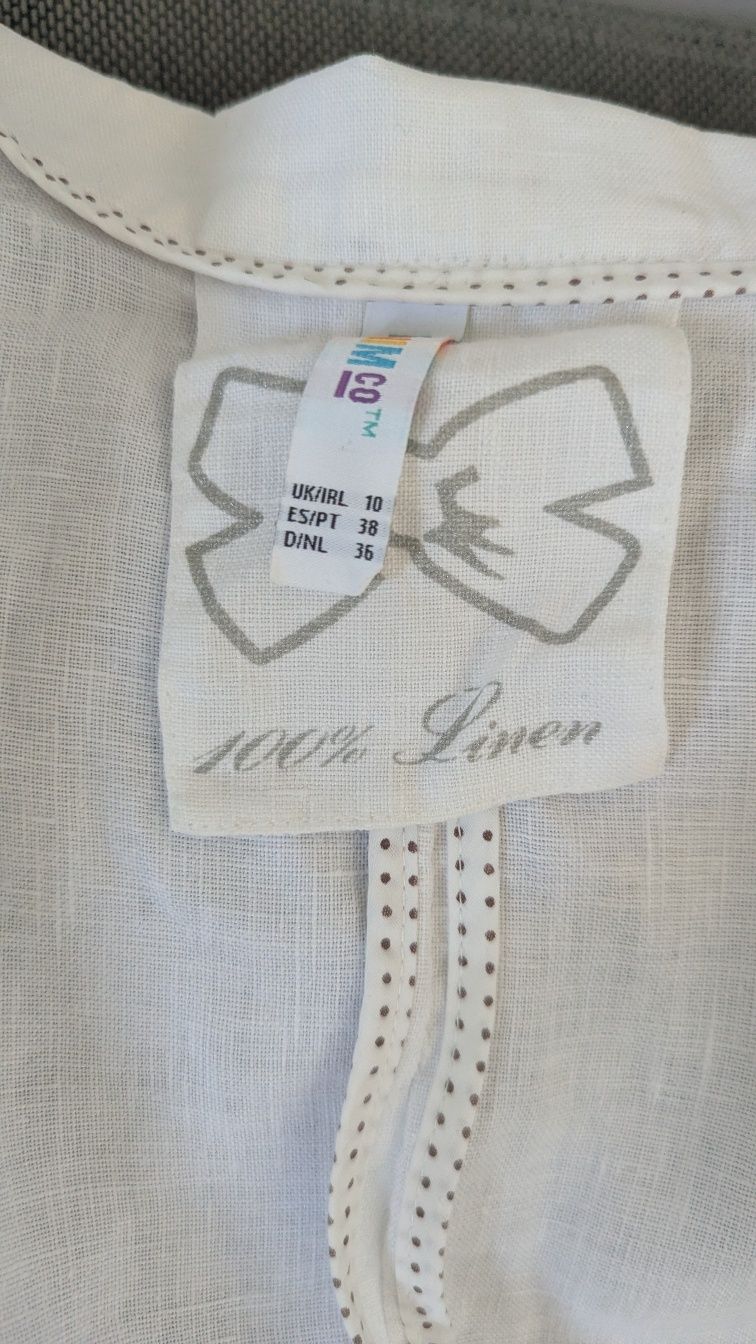 CO™
UK/IRL 10
ES/PT 38
D/NL 36
100% Linen